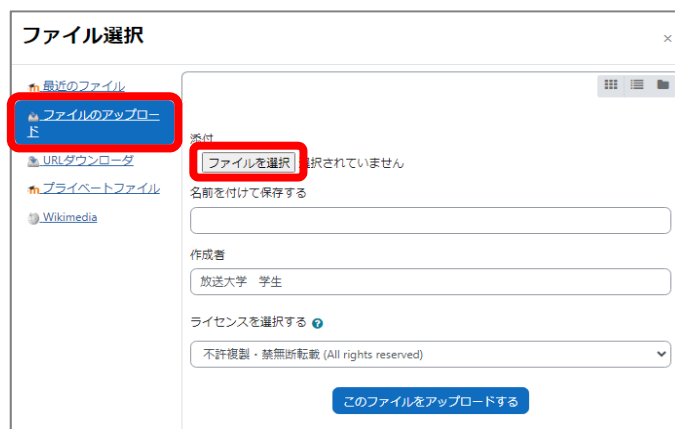 ファイル選択
×
最近のファイル
ファイルのアップロー
ド
URLダウンローダ
プライベートファイル
Wikimedia
添付
ファイルを選択 選択されていません
名前を付けて保存する
作成者
放送大学 学生
ライセンスを選択する ?
不許複製・禁無断転載 (All rights reserved)
このファイルをアップロードする